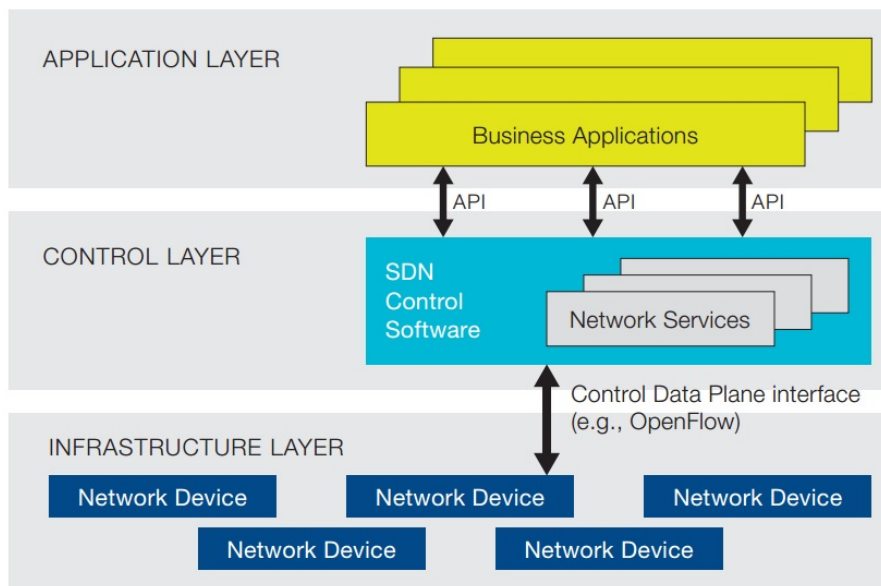 APPLICATION LAYER
Business Applications
API
API
API
CONTROL LAYER
SDN
Control
Software
Network Services
Control Data Plane interface
(e.g., OpenFlow)
INFRASTRUCTURE LAYER
Network Device
Network Device
Network Device
Network Device
Network Device